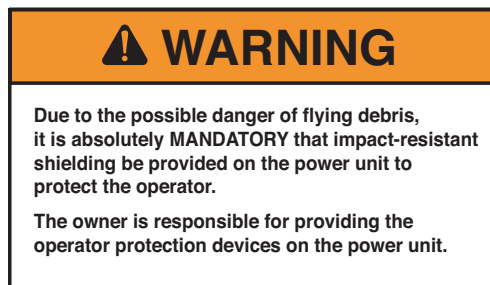 WARNING
Due to the possible danger of flying debris,
it is absolutely MANDATORY that impact-resistant
shielding be provided on the power unit to
protect the operator.
The owner is responsible for providing the
operator protection devices on the power unit.